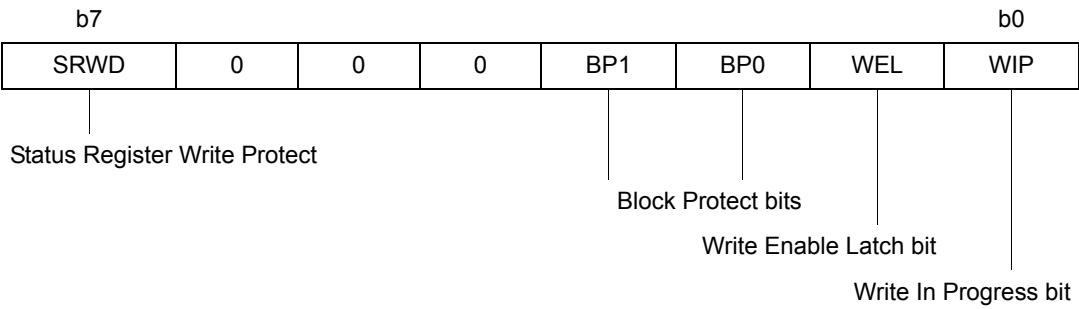 b7 b0
SRWD 0 0 0 BP1 BP0 WEL WIP
Status Register Write Protect
Block Protect bits
Write Enable Latch bit
Write In Progress bit